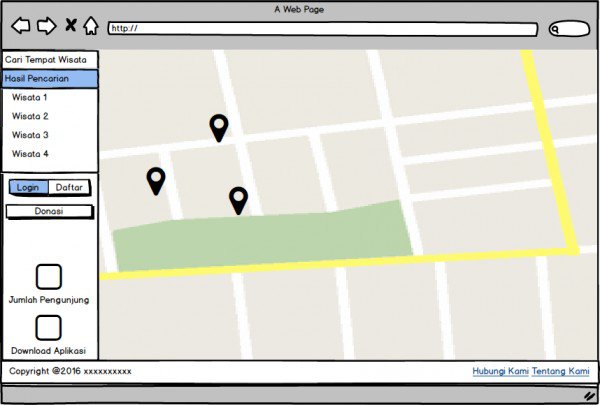 A Web Page
http://
Cari Tempat Wisata
Hasil Pencarian
Wisata 1
Wisata 2
Wisata 3
Wisata 4
Login Daftar
Donasi
Jumlah Pengunjung
Download Aplikasi
Copyright @2016 xxxxxxxxxx
Hubungi Kami Tentang Kami